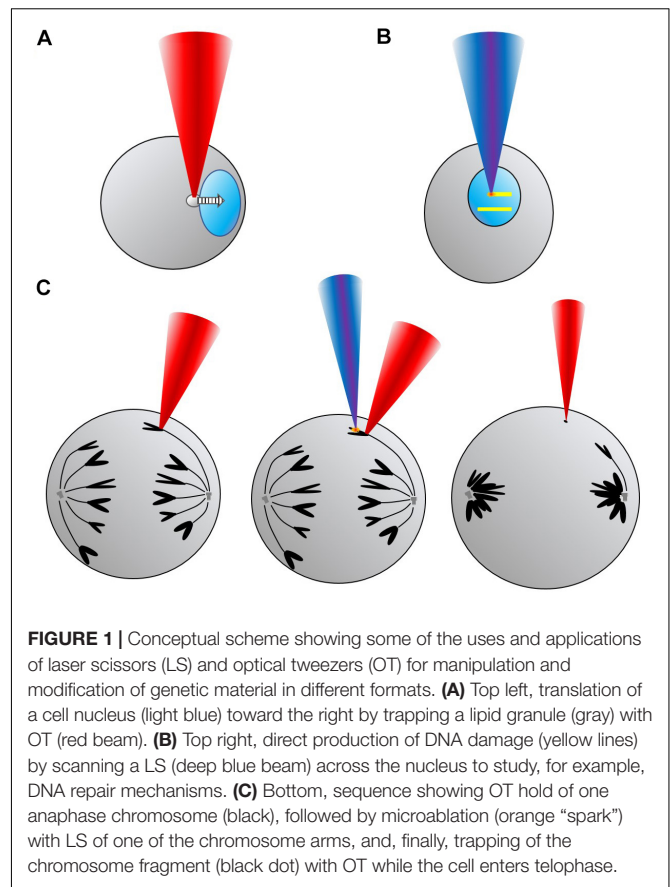 A
B
C
FIGURE 1 | Conceptual scheme showing some of the uses and applications
of laser scissors (LS) and optical tweezers (OT) for manipulation and
modification of genetic material in different formats. (A) Top left, translation of
a cell nucleus (light blue) toward the right by trapping a lipid granule (gray) with
OT (red beam). (B) Top right, direct production of DNA damage (yellow lines)
by scanning a LS (deep blue beam) across the nucleus to study, for example,
DNA repair mechanisms. (C) Bottom, sequence showing OT hold of one
anaphase chromosome (black), followed by microablation (orange “spark”)
with LS of one of the chromosome arms, and, finally, trapping of the
chromosome fragment (black dot) with OT while the cell enters telophase.